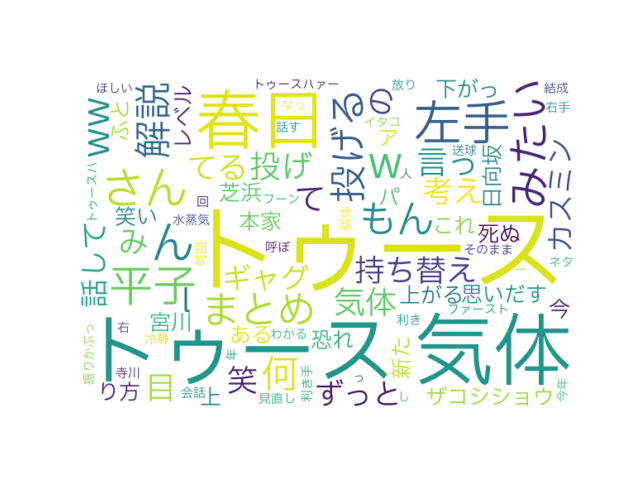 トゥースハァー
放り
下がっ
結成
ほしい
ww
ふと
解説
レベル
春日
なっ
話す
投げる
の
イタコ
ア
左手
右手
みたい
てる
投げ
w
人
送球
言っ
日向坂
カスミン
さん
芝浜
フーン
て
パ
考え
トゥースハ
話して
笑い
み
ん
回
水蒸気
本家
もん
これ
死ぬ
トゥース
何回
呼ぼ
個体
持ち替え
そのまま
ネタ
平子
し
ギャグ
気体
上がる
思いだす
一
まとめ
宮川
ある
わかる
利き
ファースト
今
トゥース
気体
振りかぶっ
右
冷静
年
恐れ
新た
寺川
目
何
笑
ずっと
っ
ザコシショウ
今年
り方
会話
上
見直し
利き手
し